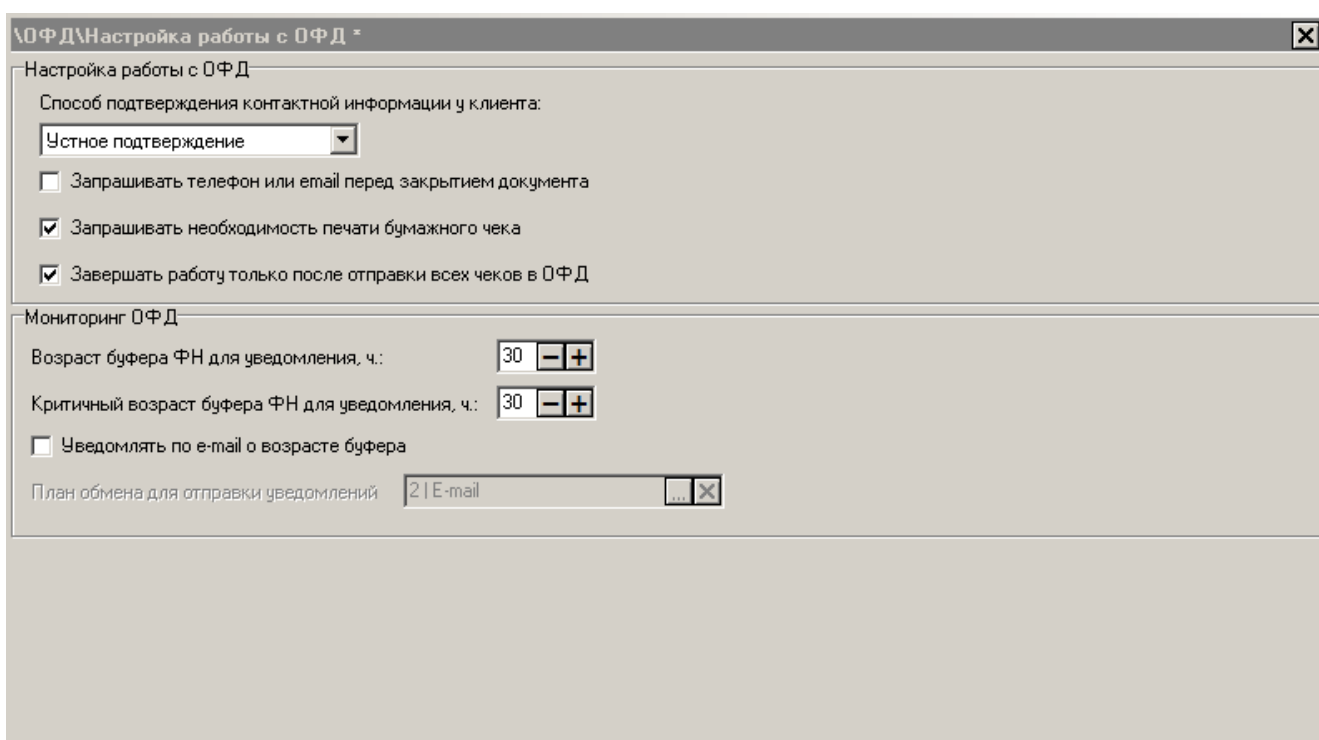 \ОФД\Настройка работы с ОФД *
Настройка работы с ОФД
Способ подтверждения контактной информации у клиента:
Устное подтверждение
Запрашивать телефон или email перед закрытием документа
Запрашивать необходимость печати бумажного чека
Завершать работу только после отправки всех чеков в ОФД
Мониторинг ОФД
Возраст буфера ФН для уведомления, ч.: 30
Критичный возраст буфера ФН для уведомления, ч.: 30
Уведомлять по e-mail о возрасте буфера
План обмена для отправки уведомлений 2 | E-mail ...